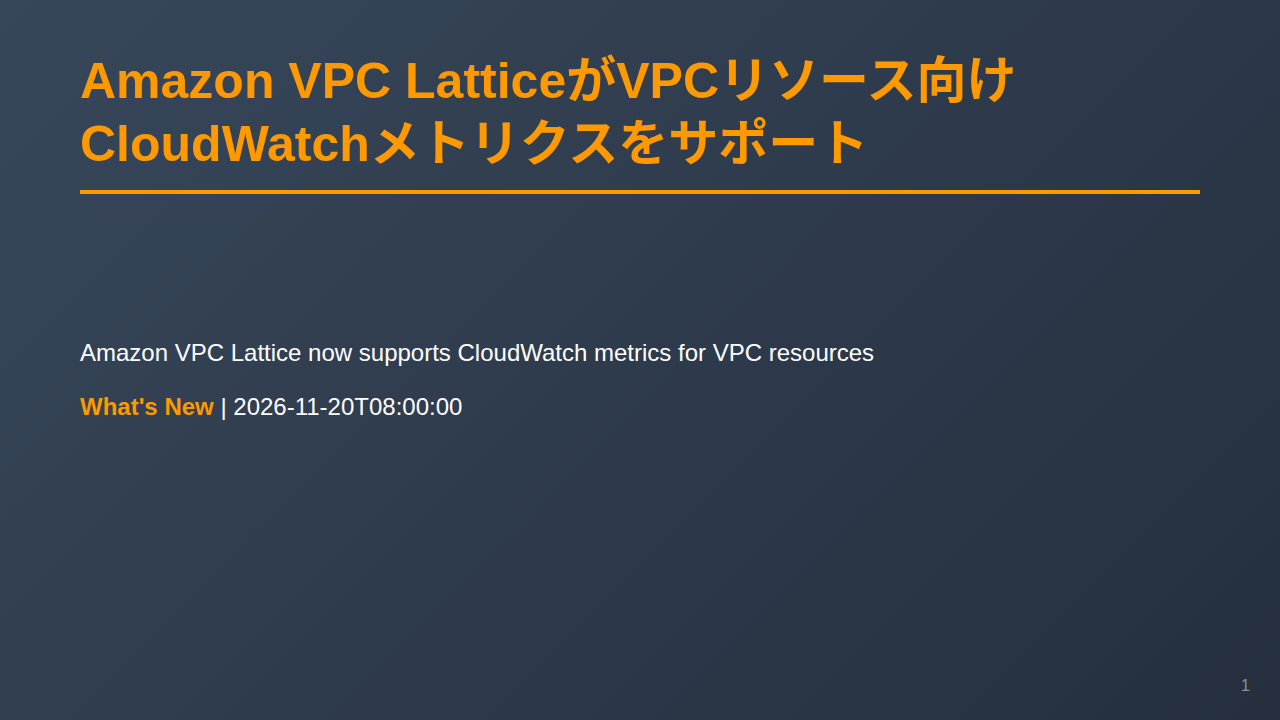 Amazon VPC LatticeがVPCリソース向け
CloudWatchメトリクスをサポート
Amazon VPC Lattice now supports CloudWatch metrics for VPC resources
What's New | 2026-11-20T08:00:00
1